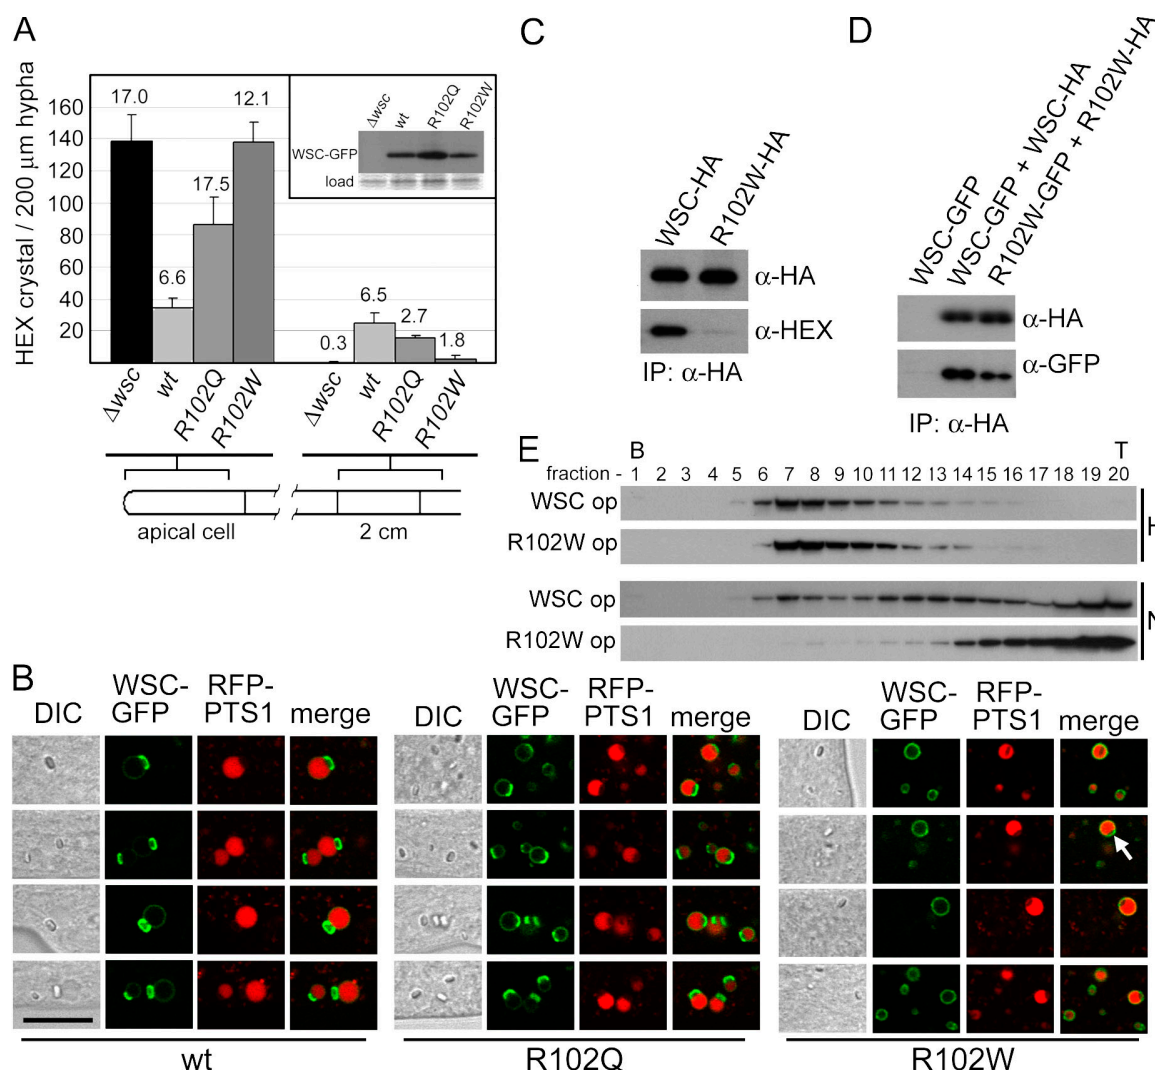 A
HEX crystal / 200 µm hypha
160
140
120
100
80
60
40
20
17.0
6.6
17.5
12.1
0.3
6.5
2.7
1.8
Δwsc
wt
R102Q
R102W
WSC-GFP
load
Δwsc
wt
R102Q
R102W
Δwsc
wt
R102Q
R102W
apical cell
2 cm
C
WSC-HA
R102W-HA
α-HA
α-HEX
IP: α-HA
D
WSC-GFP
WSC-GFP + WSC-HA
R102W-GFP + R102W-HA
α-HA
α-GFP
IP: α-HA
E
B T
fraction - 1 2 3 4 5 6 7 8 9 10 11 12 13 14 15 16 17 18 19 20
WSC op
R102W op
WSC op
R102W op
B
DIC WSC-GFP RFP-PTS1 merge
DIC WSC-GFP RFP-PTS1 merge
DIC WSC-GFP RFP-PTS1 merge
wt
R102Q
R102W